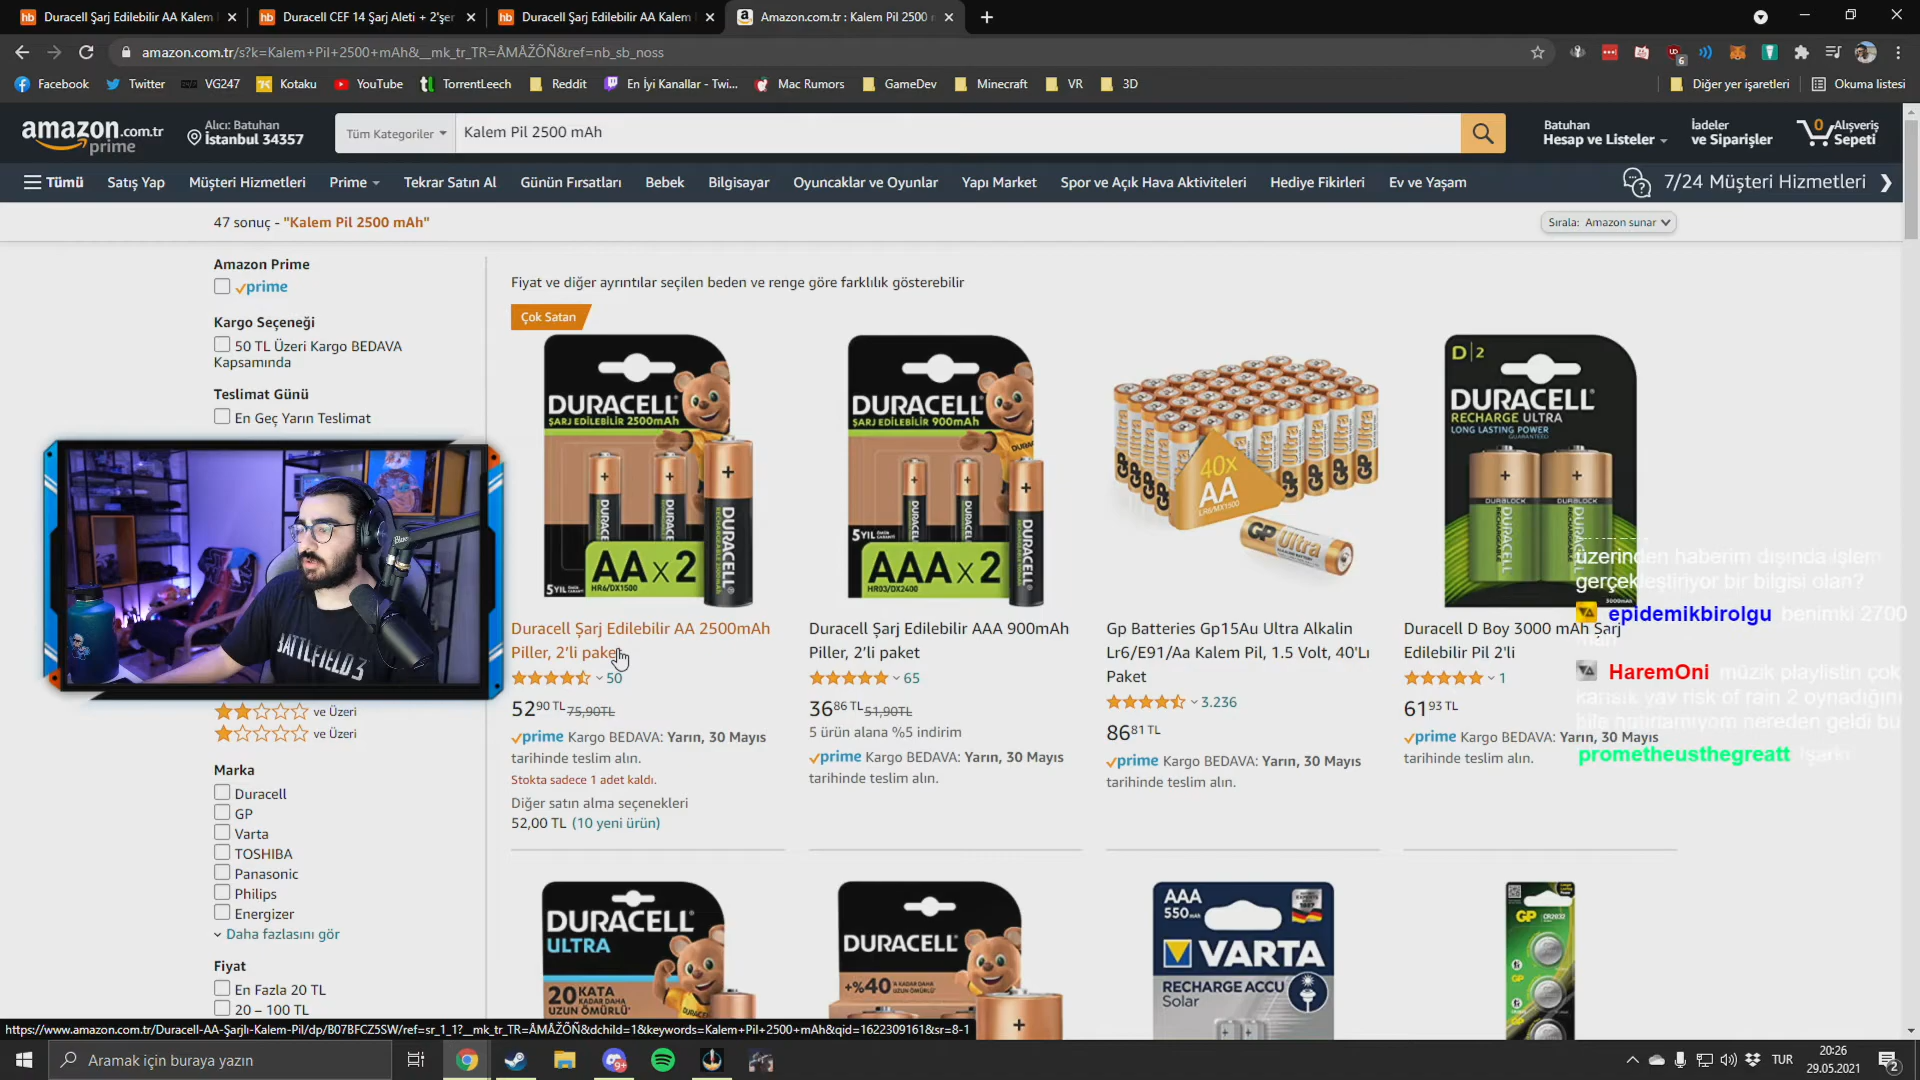 Duracell Şarj Edilebilir AA Kalem
Duracell CEF 14 Şarj Aleti + 2'şer
Duracell Şarj Edilebilir AA Kalem
Amazon.com.tr : Kalem Pil 2500 m
amazon.com.tr/s?k=Kalem+Pil+2500+mAh&__mk_tr_TR=ÅMÅŽÕÑ&ref=nb_sb_noss
Facebook
Twitter
VG247
Kotaku
YouTube
TorrentLeech
Reddit
En İyi Kanallar - Twi...
Mac Rumors
GameDev
Minecraft
VR
3D
Diğer yer işaretleri
Okuma listesi
amazon.com.tr
prime
Alıcı: Batuhan
İstanbul 34357
Tüm Kategoriler
Kalem Pil 2500 mAh
Batuhan
Hesap ve Listeler
İadeler
ve Siparişler
0
Alışveriş
Sepeti
Tümü
Satış Yap
Müşteri Hizmetleri
Prime
Tekrar Satın Al
Günün Fırsatları
Bebek
Bilgisayar
Oyuncaklar ve Oyunlar
Yapı Market
Spor ve Açık Hava Aktiviteleri
Hediye Fikirleri
Ev ve Yaşam
7/24 Müşteri Hizmetleri
47 sonuç - "Kalem Pil 2500 mAh"
Sırala: Amazon sunar
Amazon Prime
prime
Kargo Seçeneği
50 TL Üzeri Kargo BEDAVA
Kapsamında
Teslimat Günü
En Geç Yarın Teslimat
ve Üzeri
ve Üzeri
Marka
Duracell
GP
Varta
TOSHIBA
Panasonic
Philips
Energizer
Daha fazlasını gör
Fiyat
En Fazla 20 TL
20 – 100 TL
Blue
BATTLEFIELD 3
Fiyat ve diğer ayrıntılar seçilen beden ve renge göre farklılık gösterebilir
Çok Satan
DURACELL
ŞARJ EDİLEBİLİR 2500mAh
AA x 2
HR6/DX1500
5 YIL
DURACELL
Duracell Şarj Edilebilir AA 2500mAh
Piller, 2'li paket
50
52⁹⁰ TL 75,90TL
prime Kargo BEDAVA: Yarın, 30 Mayıs
tarihinde teslim alın.
Stokta sadece 1 adet kaldı.
Diğer satın alma seçenekleri
52,00 TL (10 yeni ürün)
DURACELL
ŞARJ EDİLEBİLİR 900mAh
5 YIL
AAA x 2
HR03/DX2400
DURACELL
Duracell Şarj Edilebilir AAA 900mAh
Piller, 2'li paket
65
36⁸⁶ TL 51,90TL
5 ürün alana %5 indirim
prime Kargo BEDAVA: Yarın, 30 Mayıs
tarihinde teslim alın.
40x
AA
LR6/MX1500
GP Ultra
Gp Batteries Gp15Au Ultra Alkalin
Lr6/E91/Aa Kalem Pil, 1.5 Volt, 40'Lı
Paket
3.236
86⁸¹ TL
prime Kargo BEDAVA: Yarın, 30 Mayıs
tarihinde teslim alın.
D|2
DURACELL
RECHARGE ULTRA
LONG LASTING POWER
GUARANTEED
DURALOCK
3000mAh
Duracell D Boy 3000 mAh Şarj
Edilebilir Pil 2'li
1
61⁹³ TL
prime Kargo BEDAVA: Yarın, 30 Mayıs
tarihinde teslim alın.
üzerinden haberim dışında işlem
gerçekleştiriyor bir bilgisi olan?
epidemikbirolgu benimki 2700
HaremOni müzik playlistin çok
karışık yav risk of rain 2 oynadığını
nereden geldi bu
prometheusthegreatt
DURACELL
ULTRA
20 KATA
KADAR DAHA
UZUN ÖMÜRLÜ
DURACELL
+%40
KADAR DAHA
UZUN ÖMÜRLÜ
AAA
550 mAh
VARTA
RECHARGE ACCU
Solar
GP
CR2032
https://www.amazon.com.tr/Duracell-AA-Şarjlı-Kalem-Pil/dp/B07BFCZ5SW/ref=sr_1_1?__mk_tr_TR=ÅMÅŽÕÑ&dchild=1&keywords=Kalem+Pil+2500+mAh&qid=1622309161&sr=8-1
Aramak için buraya yazın
9+
TUR
20:26
29.05.2021
2